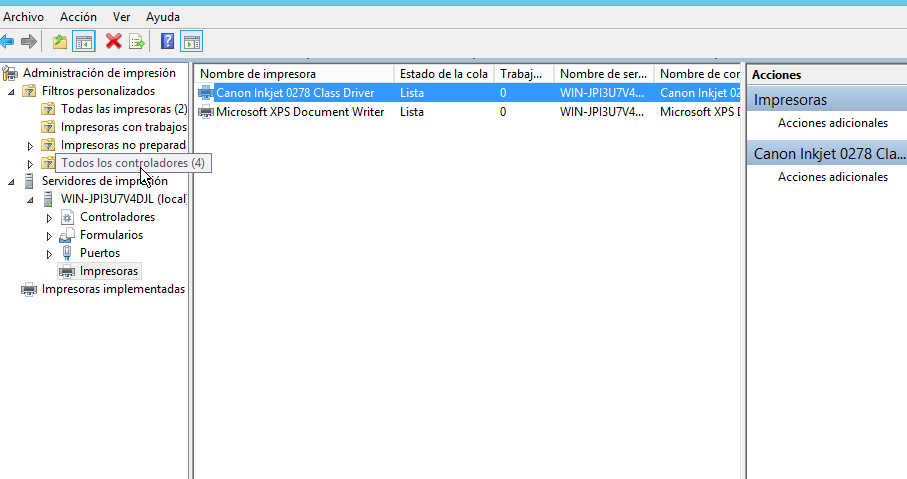 Archivo Acción Ver Ayuda
Administración de impresión
Filtros personalizados
Todas las impresoras (2)
Impresoras con trabajos
Impresoras no preparad
Todos los controladores (4)
Servidores de impresión
WIN-JPI3U7V4DJL (local
Controladores
Formularios
Puertos
Impresoras
Impresoras implementadas
Nombre de impresora Estado de la cola Trabaj... Nombre de ser... Nombre de cor
Canon Inkjet 0278 Class Driver Lista 0 WIN-JPI3U7V4... Canon Inkjet 02
Microsoft XPS Document Writer Lista 0 WIN-JPI3U7V4... Microsoft XPS D
Acciones
Impresoras
Acciones adicionales
Canon Inkjet 0278 Cla...
Acciones adicionales